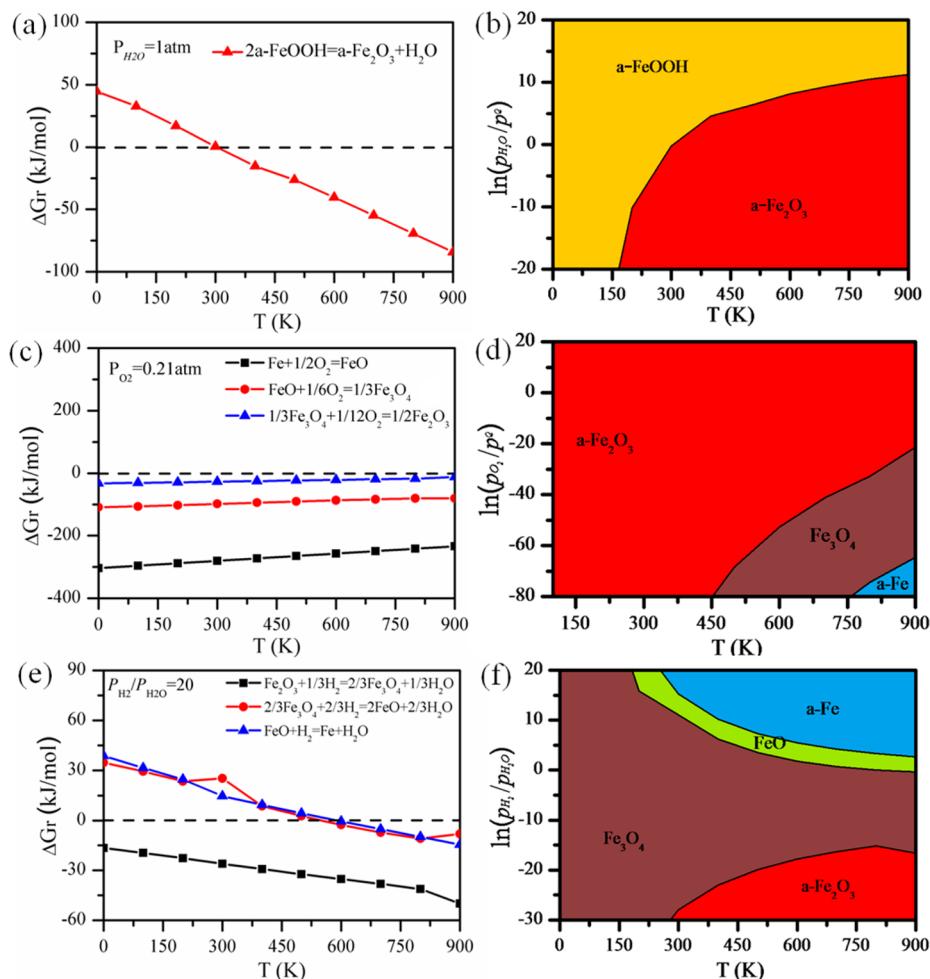 (a)
100
50
0
-50
-100
ΔGr (kJ/mol)
P_H2O=1atm
2a-FeOOH=a-Fe₂O₃+H₂O
0 150 300 450 600 750 900
T (K)
(b)
20
10
0
-10
-20
ln(p_H₂O/pº)
a-FeOOH
a-Fe₂O₃
0 150 300 450 600 750 900
T (K)
(c)
400
200
0
-200
-400
ΔGr (kJ/mol)
P_O2=0.21atm
Fe+1/2O₂=FeO
FeO+1/6O₂=1/3Fe₃O₄
1/3Fe₃O₄+1/12O₂=1/2Fe₂O₃
0 150 300 450 600 750 900
T (K)
(d)
20
0
-20
-40
-60
-80
ln(p_O₂/pº)
a-Fe₂O₃
Fe₃O₄
a-Fe
150 300 450 600 750 900
T (K)
(e)
90
60
30
0
-30
-60
ΔGr (kJ/mol)
P_H2/P_H2O=20
Fe₂O₃+1/3H₂=2/3Fe₃O₄+1/3H₂O
2/3Fe₃O₄+2/3H₂=2FeO+2/3H₂O
FeO+H₂=Fe+H₂O
0 150 300 450 600 750 900
T (K)
(f)
20
10
0
-10
-20
-30
ln(p_H₂/p_H₂O)
a-Fe
FeO
Fe₃O₄
a-Fe₂O₃
0 150 300 450 600 750 900
T (K)